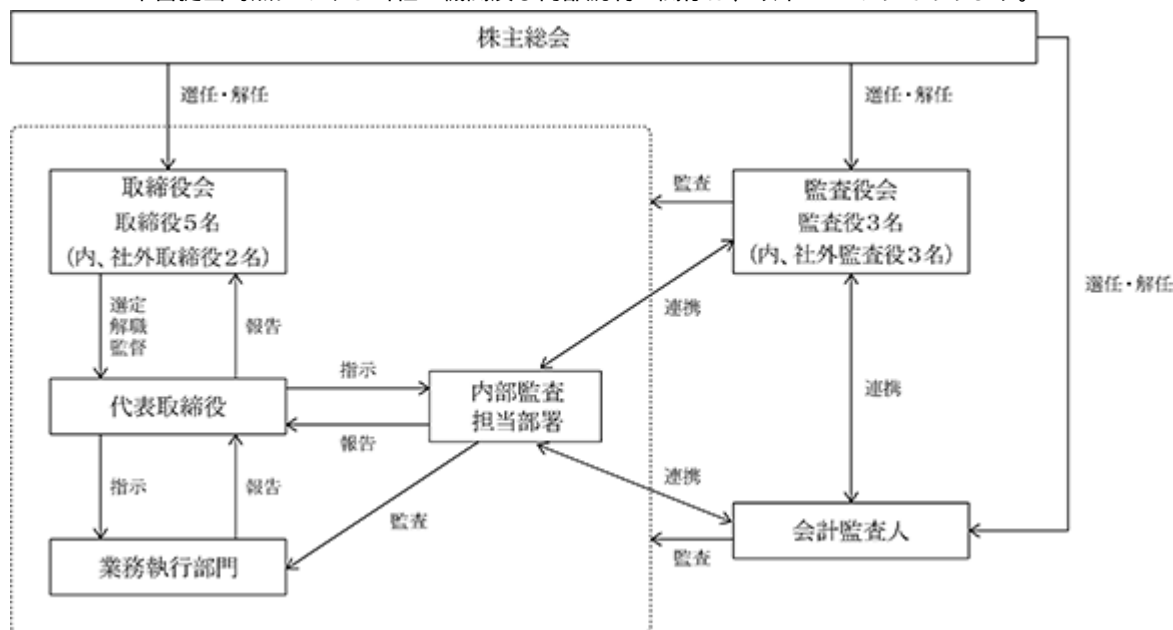 株主総会
選任・解任
選任・解任
取締役会
取締役5名
(内、社外取締役2名)
監査
監査役会
監査役3名
(内、社外監査役3名)
選任・解任
選定
解職
監督
報告
連携
指示
代表取締役
内部監査
担当部署
報告
連携
指示
報告
連携
監査
会計監査人
監査
業務執行部門